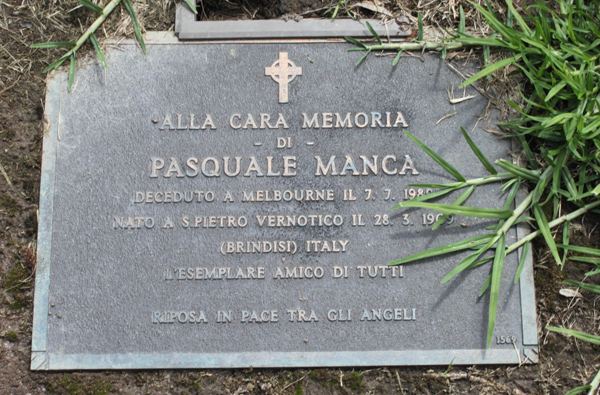 ALLA CARA MEMORIA
- DI -
PASQUALE MANCA
DECEDUTO A MELBOURNE IL 7. 7.
NATO A S.PIETRO VERNOTICO IL 28. 3. 1909
(BRINDISI) ITALY
L'ESEMPLARE AMICO DI TUTTI
RIPOSA IN PACE TRA GLI ANGELI